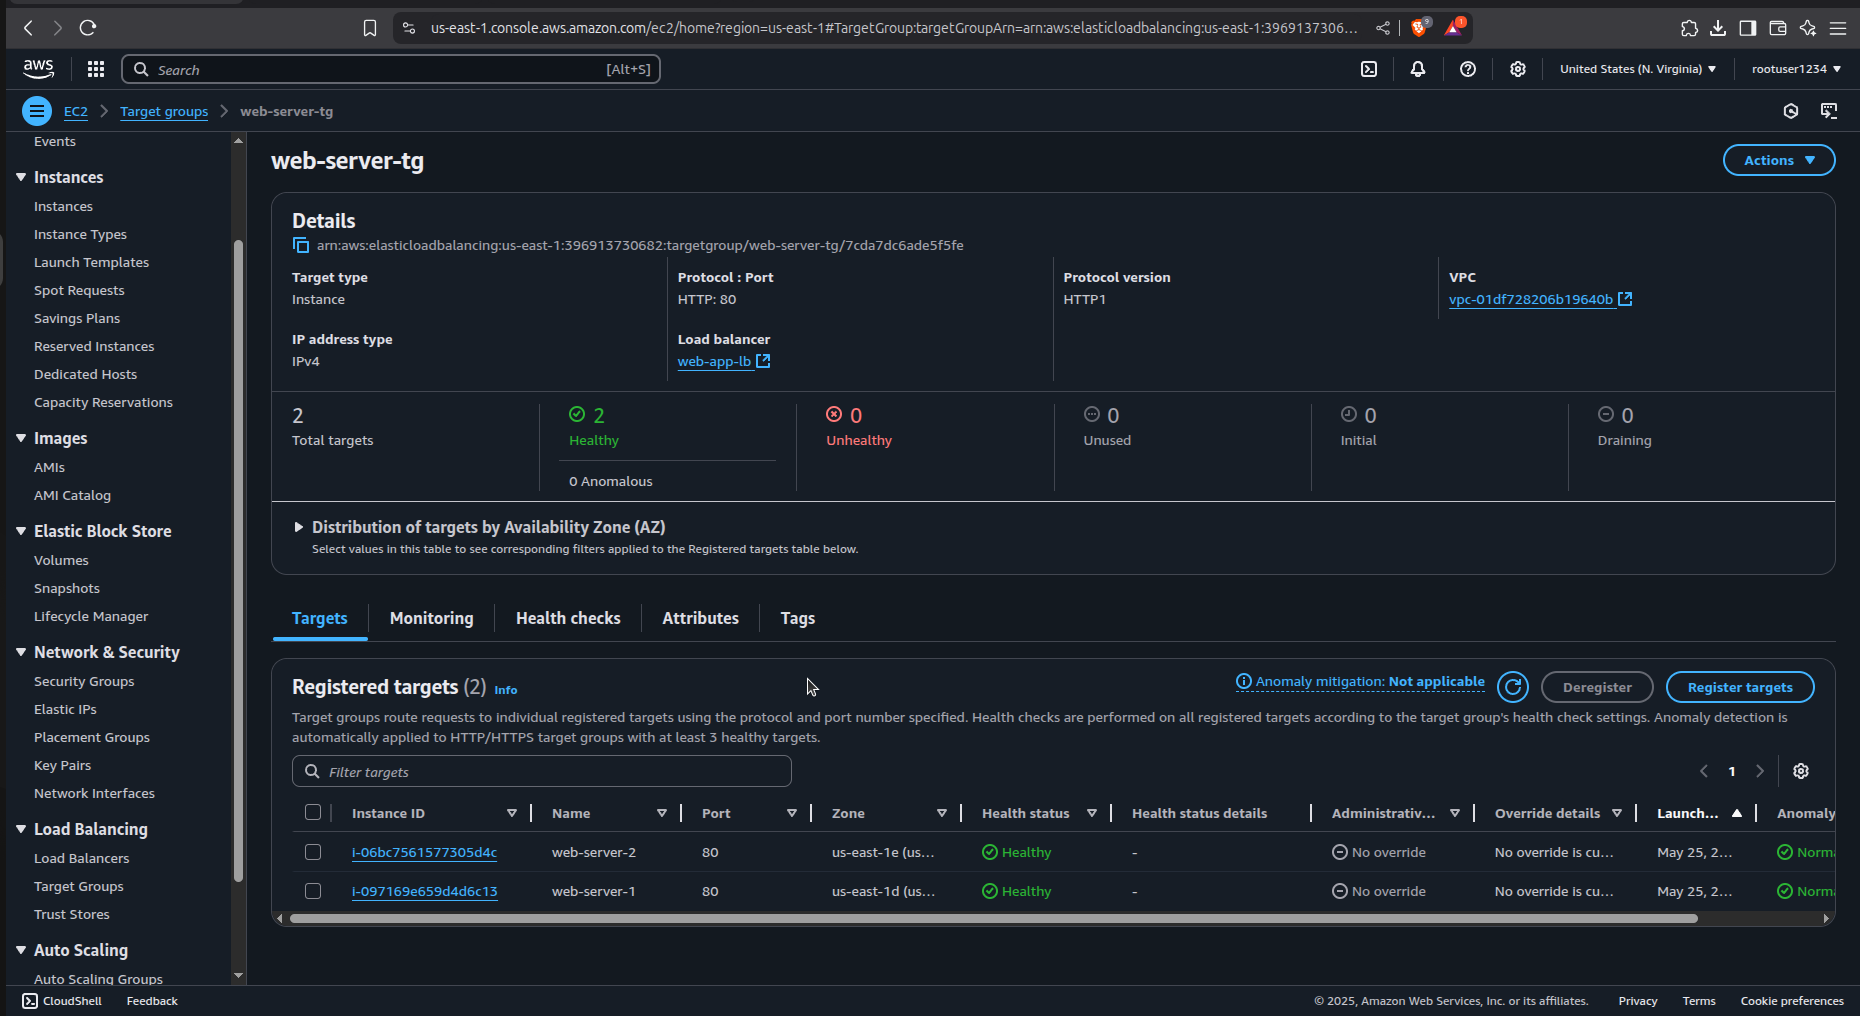 us-east-1.console.aws.amazon.com/ec2/home?region=us-east-1#TargetGroup:targetGroupArn=arn:aws:elasticloadbalancing:us-east-1:3969137306...
9
1
aws
Search
[Alt+S]
United States (N. Virginia)
rootuser1234
EC2
Target groups
web-server-tg
Events
Instances
Instances
Instance Types
Launch Templates
Spot Requests
Savings Plans
Reserved Instances
Dedicated Hosts
Capacity Reservations
Images
AMIs
AMI Catalog
Elastic Block Store
Volumes
Snapshots
Lifecycle Manager
Network & Security
Security Groups
Elastic IPs
Placement Groups
Key Pairs
Network Interfaces
Load Balancing
Load Balancers
Target Groups
Trust Stores
Auto Scaling
Auto Scaling Groups
web-server-tg
Actions
Details
arn:aws:elasticloadbalancing:us-east-1:396913730682:targetgroup/web-server-tg/7cda7dc6ade5f5fe
Target type
Instance
Protocol : Port
HTTP: 80
Protocol version
HTTP1
VPC
vpc-01df728206b19640b
IP address type
IPv4
Load balancer
web-app-lb
2
Total targets
2
Healthy
0 Anomalous
0
Unhealthy
0
Unused
0
Initial
0
Draining
Distribution of targets by Availability Zone (AZ)
Select values in this table to see corresponding filters applied to the Registered targets table below.
Targets
Monitoring
Health checks
Attributes
Tags
Registered targets (2) Info
Anomaly mitigation: Not applicable
Deregister
Register targets
Target groups route requests to individual registered targets using the protocol and port number specified. Health checks are performed on all registered targets according to the target group's health check settings. Anomaly detection is
automatically applied to HTTP/HTTPS target groups with at least 3 healthy targets.
Filter targets
1
Instance ID Name Port Zone Health status Health status details Administrativ... Override details Launch... Anomaly
i-06bc7561577305d4c web-server-2 80 us-east-1e (us... Healthy - No override No override is cu... May 25, 2... Norma
i-097169e659d4d6c13 web-server-1 80 us-east-1d (us... Healthy - No override No override is cu... May 25, 2... Norma
CloudShell
Feedback
© 2025, Amazon Web Services, Inc. or its affiliates.
Privacy
Terms
Cookie preferences